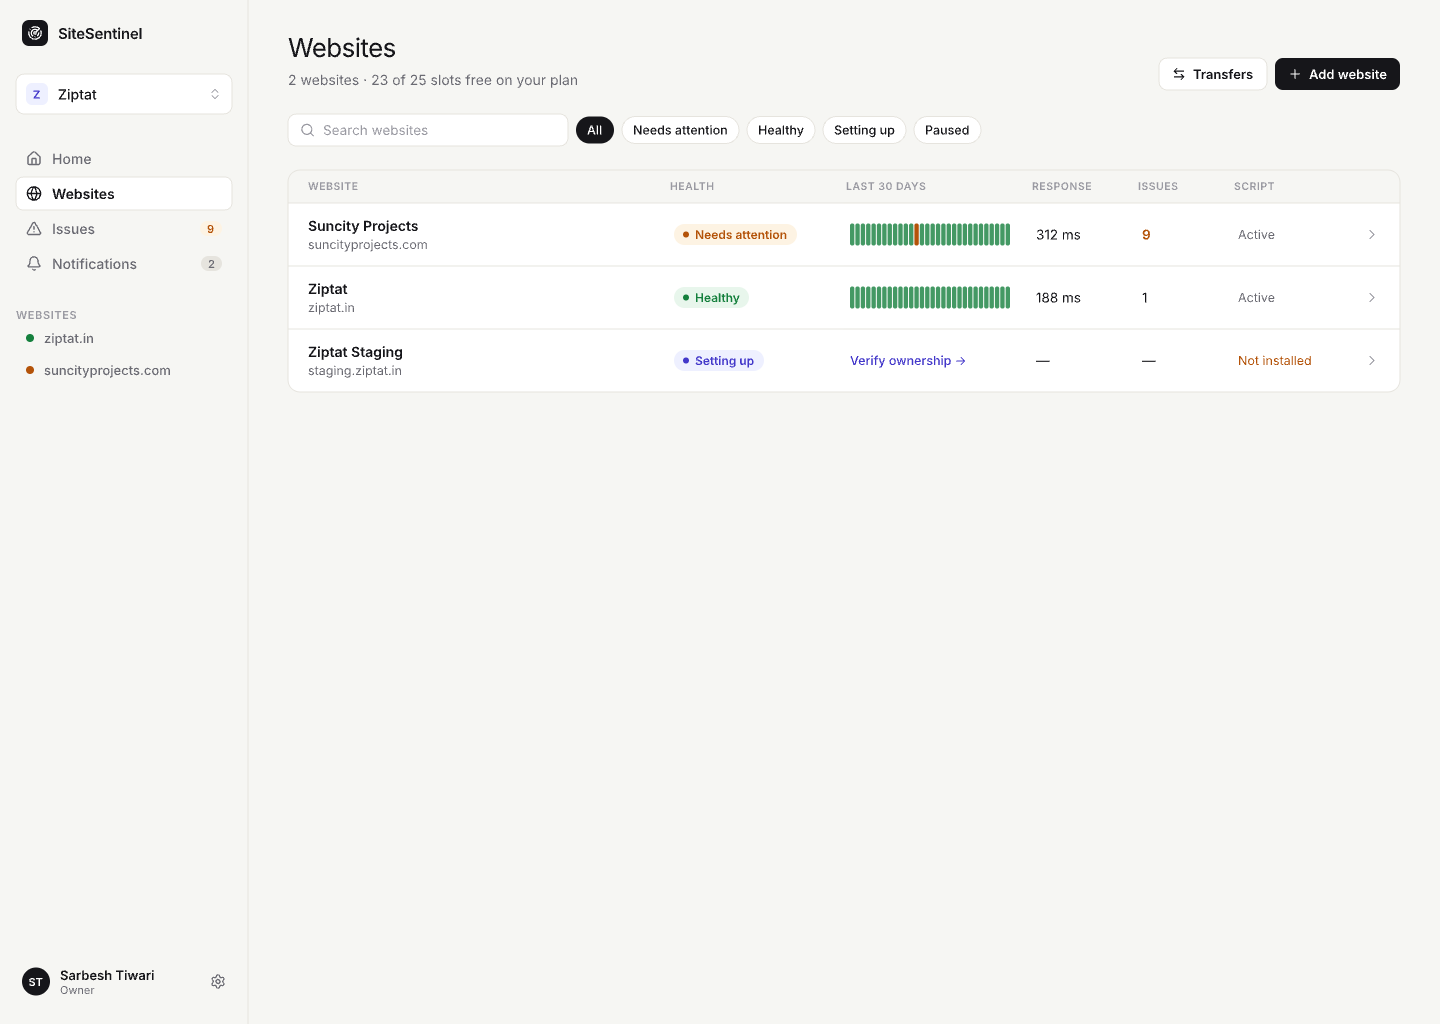 SiteSentinel
Z Ziptat
Home
Websites
Issues 9
Notifications 2
WEBSITES
ziptat.in
suncityprojects.com
ST Sarbesh Tiwari
Owner
Websites
2 websites · 23 of 25 slots free on your plan
Transfers
+ Add website
Search websites
All
Needs attention
Healthy
Setting up
Paused
WEBSITE HEALTH LAST 30 DAYS RESPONSE ISSUES SCRIPT
Suncity Projects
suncityprojects.com
Needs attention 312 ms 9 Active
Ziptat
ziptat.in
Healthy 188 ms 1 Active
Ziptat Staging
staging.ziptat.in
Setting up Verify ownership → — — Not installed